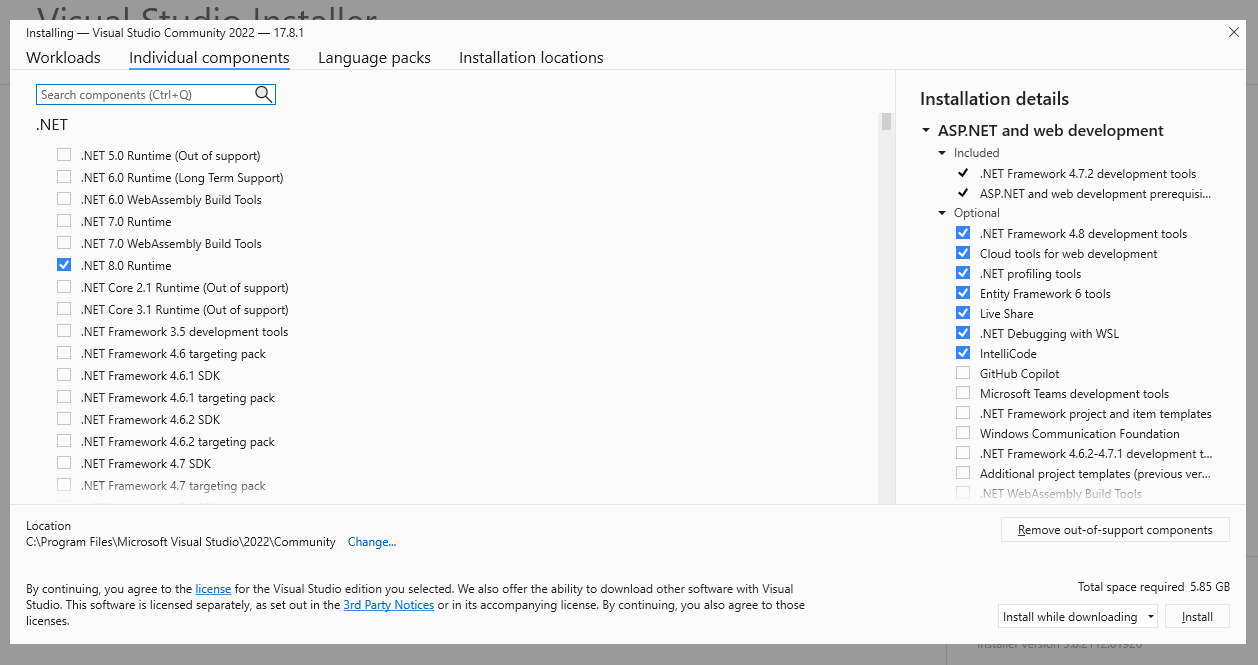 Visual Studio Installer
Installing — Visual Studio Community 2022 — 17.8.1
Workloads
Individual components
Language packs
Installation locations
Search components (Ctrl+Q)
.NET
.NET 5.0 Runtime (Out of support)
.NET 6.0 Runtime (Long Term Support)
.NET 6.0 WebAssembly Build Tools
.NET 7.0 Runtime
.NET 7.0 WebAssembly Build Tools
.NET 8.0 Runtime
.NET Core 2.1 Runtime (Out of support)
.NET Core 3.1 Runtime (Out of support)
.NET Framework 3.5 development tools
.NET Framework 4.6 targeting pack
.NET Framework 4.6.1 SDK
.NET Framework 4.6.1 targeting pack
.NET Framework 4.6.2 SDK
.NET Framework 4.6.2 targeting pack
.NET Framework 4.7 SDK
.NET Framework 4.7 targeting pack
Installation details
ASP.NET and web development
Included
.NET Framework 4.7.2 development tools
ASP.NET and web development prerequisi...
Optional
.NET Framework 4.8 development tools
Cloud tools for web development
.NET profiling tools
Entity Framework 6 tools
Live Share
.NET Debugging with WSL
IntelliCode
GitHub Copilot
Microsoft Teams development tools
.NET Framework project and item templates
Windows Communication Foundation
.NET Framework 4.6.2-4.7.1 development t...
Additional project templates (previous ver...
.NET WebAssembly Build Tools
Location
C:\Program Files\Microsoft Visual Studio\2022\Community Change...
Remove out-of-support components
By continuing, you agree to the license for the Visual Studio edition you selected. We also offer the ability to download other software with Visual
Studio. This software is licensed separately, as set out in the 3rd Party Notices or in its accompanying license. By continuing, you also agree to those
licenses.
Total space required 5.85 GB
Install while downloading
Install